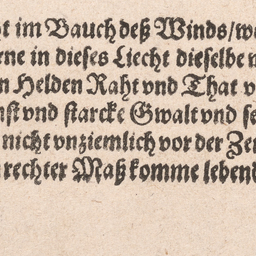 t im Bauch deß Winds/w
ne in dieses Liecht dieselbe
n Helden Raht vnd That v
nst vnd starcke Gwalt vnd se
nicht vnziemlich vor der Ze
rechter Maß komme lebend